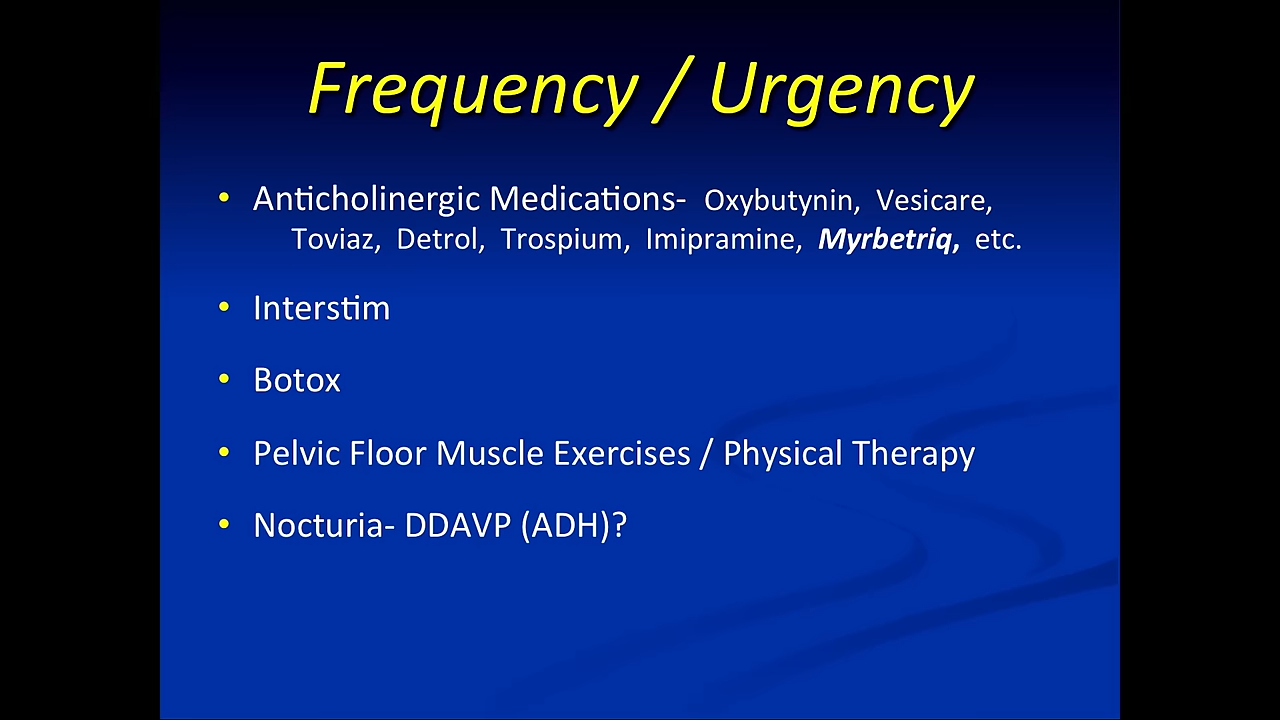 Frequency / Urgency
• Anticholinergic Medications- Oxybutynin, Vesicare,
Toviaz, Detrol, Trospium, Imipramine, Myrbetriq, etc.
• Interstim
• Botox
• Pelvic Floor Muscle Exercises / Physical Therapy
• Nocturia- DDAVP (ADH)?